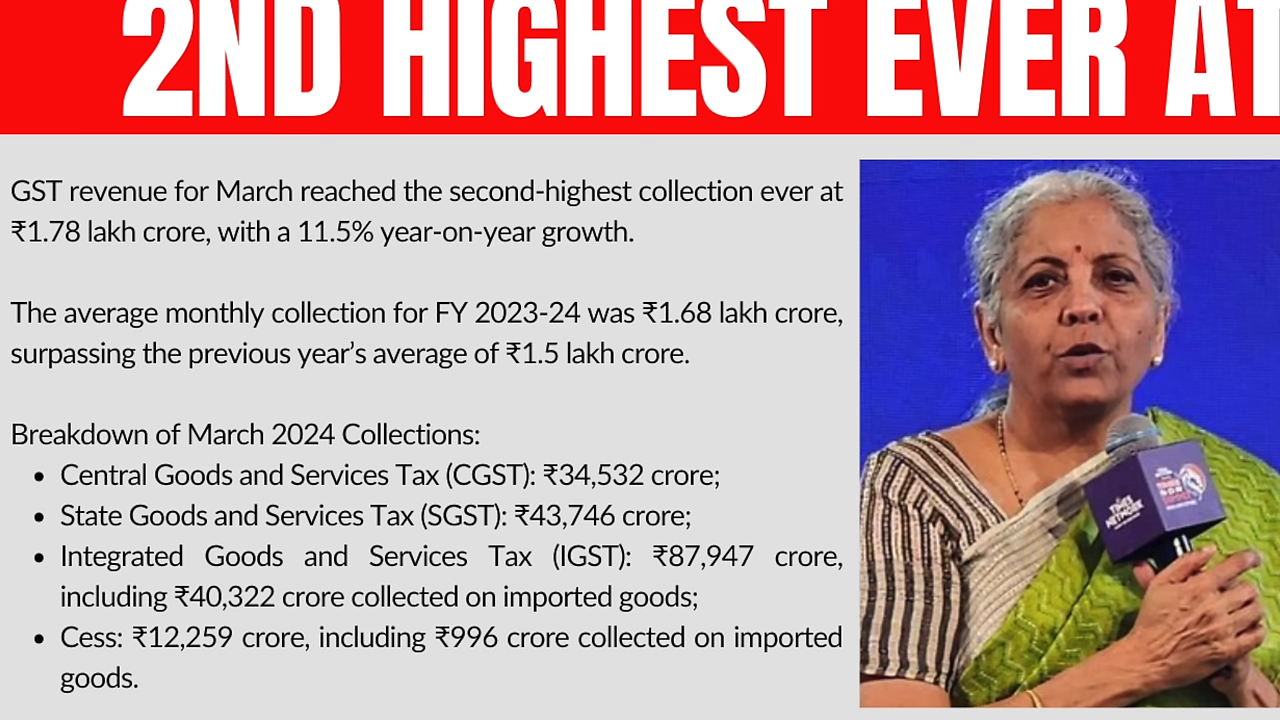 2ND HIGHEST EVER AT
GST revenue for March reached the second-highest collection ever at
₹1.78 lakh crore, with a 11.5% year-on-year growth.
The average monthly collection for FY 2023-24 was ₹1.68 lakh crore,
surpassing the previous year’s average of ₹1.5 lakh crore.
Breakdown of March 2024 Collections:
• Central Goods and Services Tax (CGST): ₹34,532 crore;
• State Goods and Services Tax (SGST): ₹43,746 crore;
• Integrated Goods and Services Tax (IGST): ₹87,947 crore,
including ₹40,322 crore collected on imported goods;
• Cess: ₹12,259 crore, including ₹996 crore collected on imported
goods.
TIMES
NETWORK